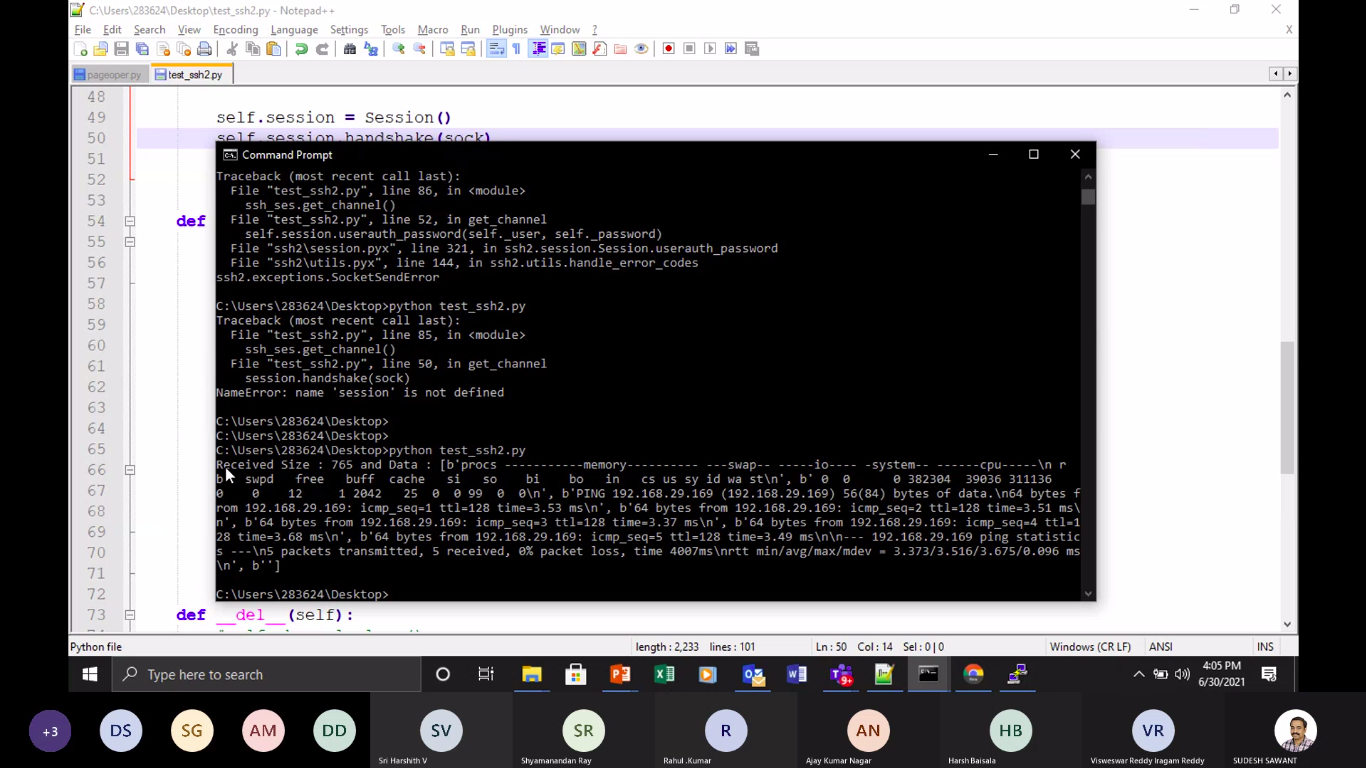 C:\Users\283624\Desktop\test_ssh2.py - Notepad++
File Edit Search View Encoding Language Settings Tools Macro Run Plugins Window ? X
pageoper.py test_ssh2.py
48
49 self.session = Session()
50 self.session.handshake(sock)
51
52
53
54 def
55
56
57
58
59
60
61
62
63
64
65
66
67
68
69
70
71
72
73 def __del__(self):
Command Prompt
Traceback (most recent call last):
File "test_ssh2.py", line 86, in <module>
ssh_ses.get_channel()
File "test_ssh2.py", line 52, in get_channel
self.session.userauth_password(self._user, self._password)
File "ssh2\session.pyx", line 321, in ssh2.session.Session.userauth_password
File "ssh2\utils.pyx", line 144, in ssh2.utils.handle_error_codes
ssh2.exceptions.SocketSendError
C:\Users\283624\Desktop>python test_ssh2.py
Traceback (most recent call last):
File "test_ssh2.py", line 85, in <module>
ssh_ses.get_channel()
File "test_ssh2.py", line 50, in get_channel
session.handshake(sock)
NameError: name 'session' is not defined
C:\Users\283624\Desktop>
C:\Users\283624\Desktop>
C:\Users\283624\Desktop>python test_ssh2.py
Received Size : 765 and Data : [b'procs -----------memory---------- ---swap-- -----io---- -system-- ------cpu-----\n r
b swpd free buff cache si so bi bo in cs us sy id wa st\n', b' 0 0 0 382304 39036 311136
0 0 12 1 2042 25 0 0 99 0 0\n', b'PING 192.168.29.169 (192.168.29.169) 56(84) bytes of data.\n64 bytes f
rom 192.168.29.169: icmp_seq=1 ttl=128 time=3.53 ms\n', b'64 bytes from 192.168.29.169: icmp_seq=2 ttl=128 time=3.51 ms
\n', b'64 bytes from 192.168.29.169: icmp_seq=3 ttl=128 time=3.37 ms\n', b'64 bytes from 192.168.29.169: icmp_seq=4 ttl=1
28 time=3.68 ms\n', b'64 bytes from 192.168.29.169: icmp_seq=5 ttl=128 time=3.49 ms\n\n--- 192.168.29.169 ping statistic
s ---\n5 packets transmitted, 5 received, 0% packet loss, time 4007ms\nrtt min/avg/max/mdev = 3.373/3.516/3.675/0.096 ms
\n', b'']
C:\Users\283624\Desktop>
Python file length : 2,233 lines : 101 Ln : 50 Col : 14 Sel : 0 | 0 Windows (CR LF) ANSI INS
Type here to search
9+
4:05 PM
6/30/2021
+3 DS SG AM DD SV SR R AN HB VR
Sri Harshith V Shyamanandan Ray Rahul .Kumar Ajay Kumar Nagar Harsh Baisala Visweswar Reddy Iragam Reddy SUDESH SAWANT